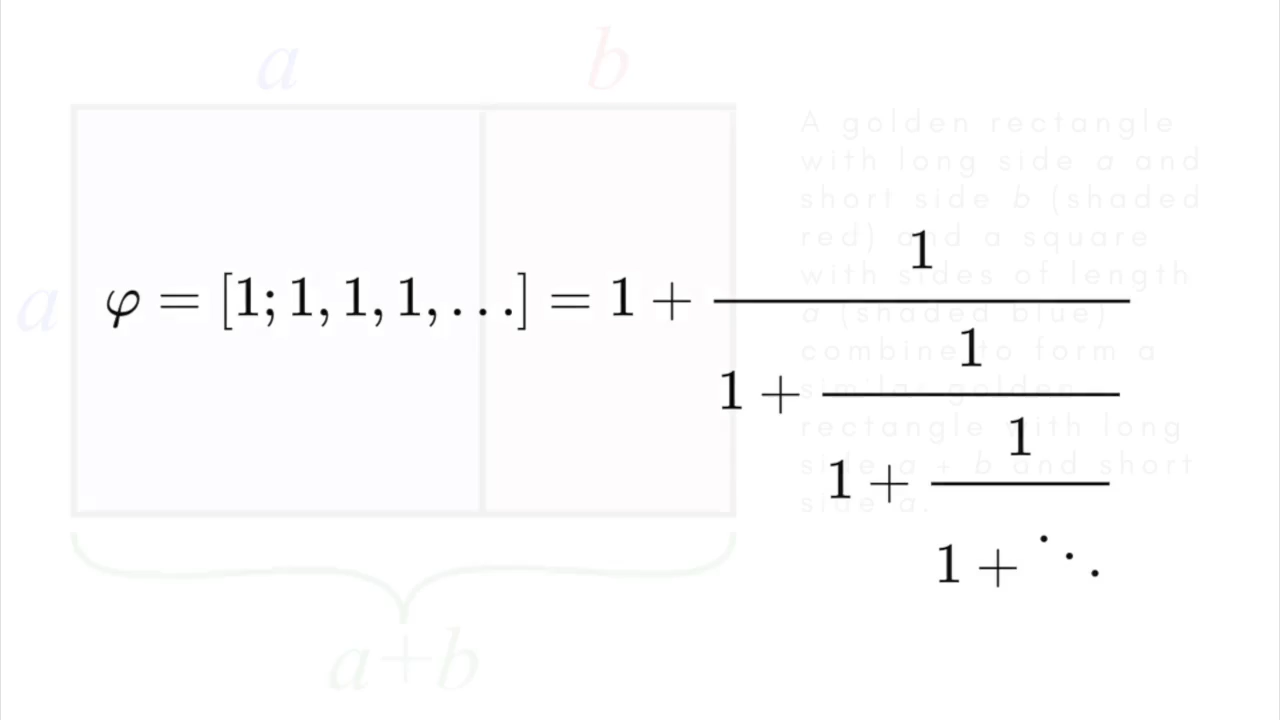 a b
a
A golden rectangle
with long side a and
short side b (shaded
red) and a square
with sides of length
a (shaded blue)
combine to form a
similar golden
rectangle with long
side a + b and short
side a.
φ = [1; 1, 1, 1, . . .] = 1 +
1
1 +
1
1 +
1
1 + ⋱
a+b